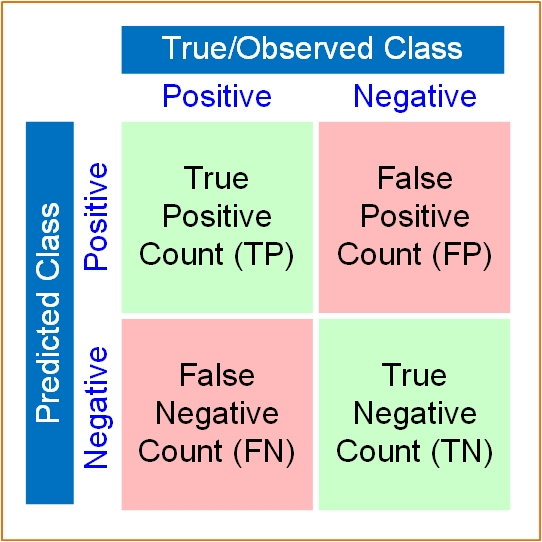 True/Observed Class
Positive
Negative
Predicted Class
Positive
True
Positive
Count (TP)
False
Positive
Count (FP)
Negative
False
Negative
Count (FN)
True
Negative
Count (TN)